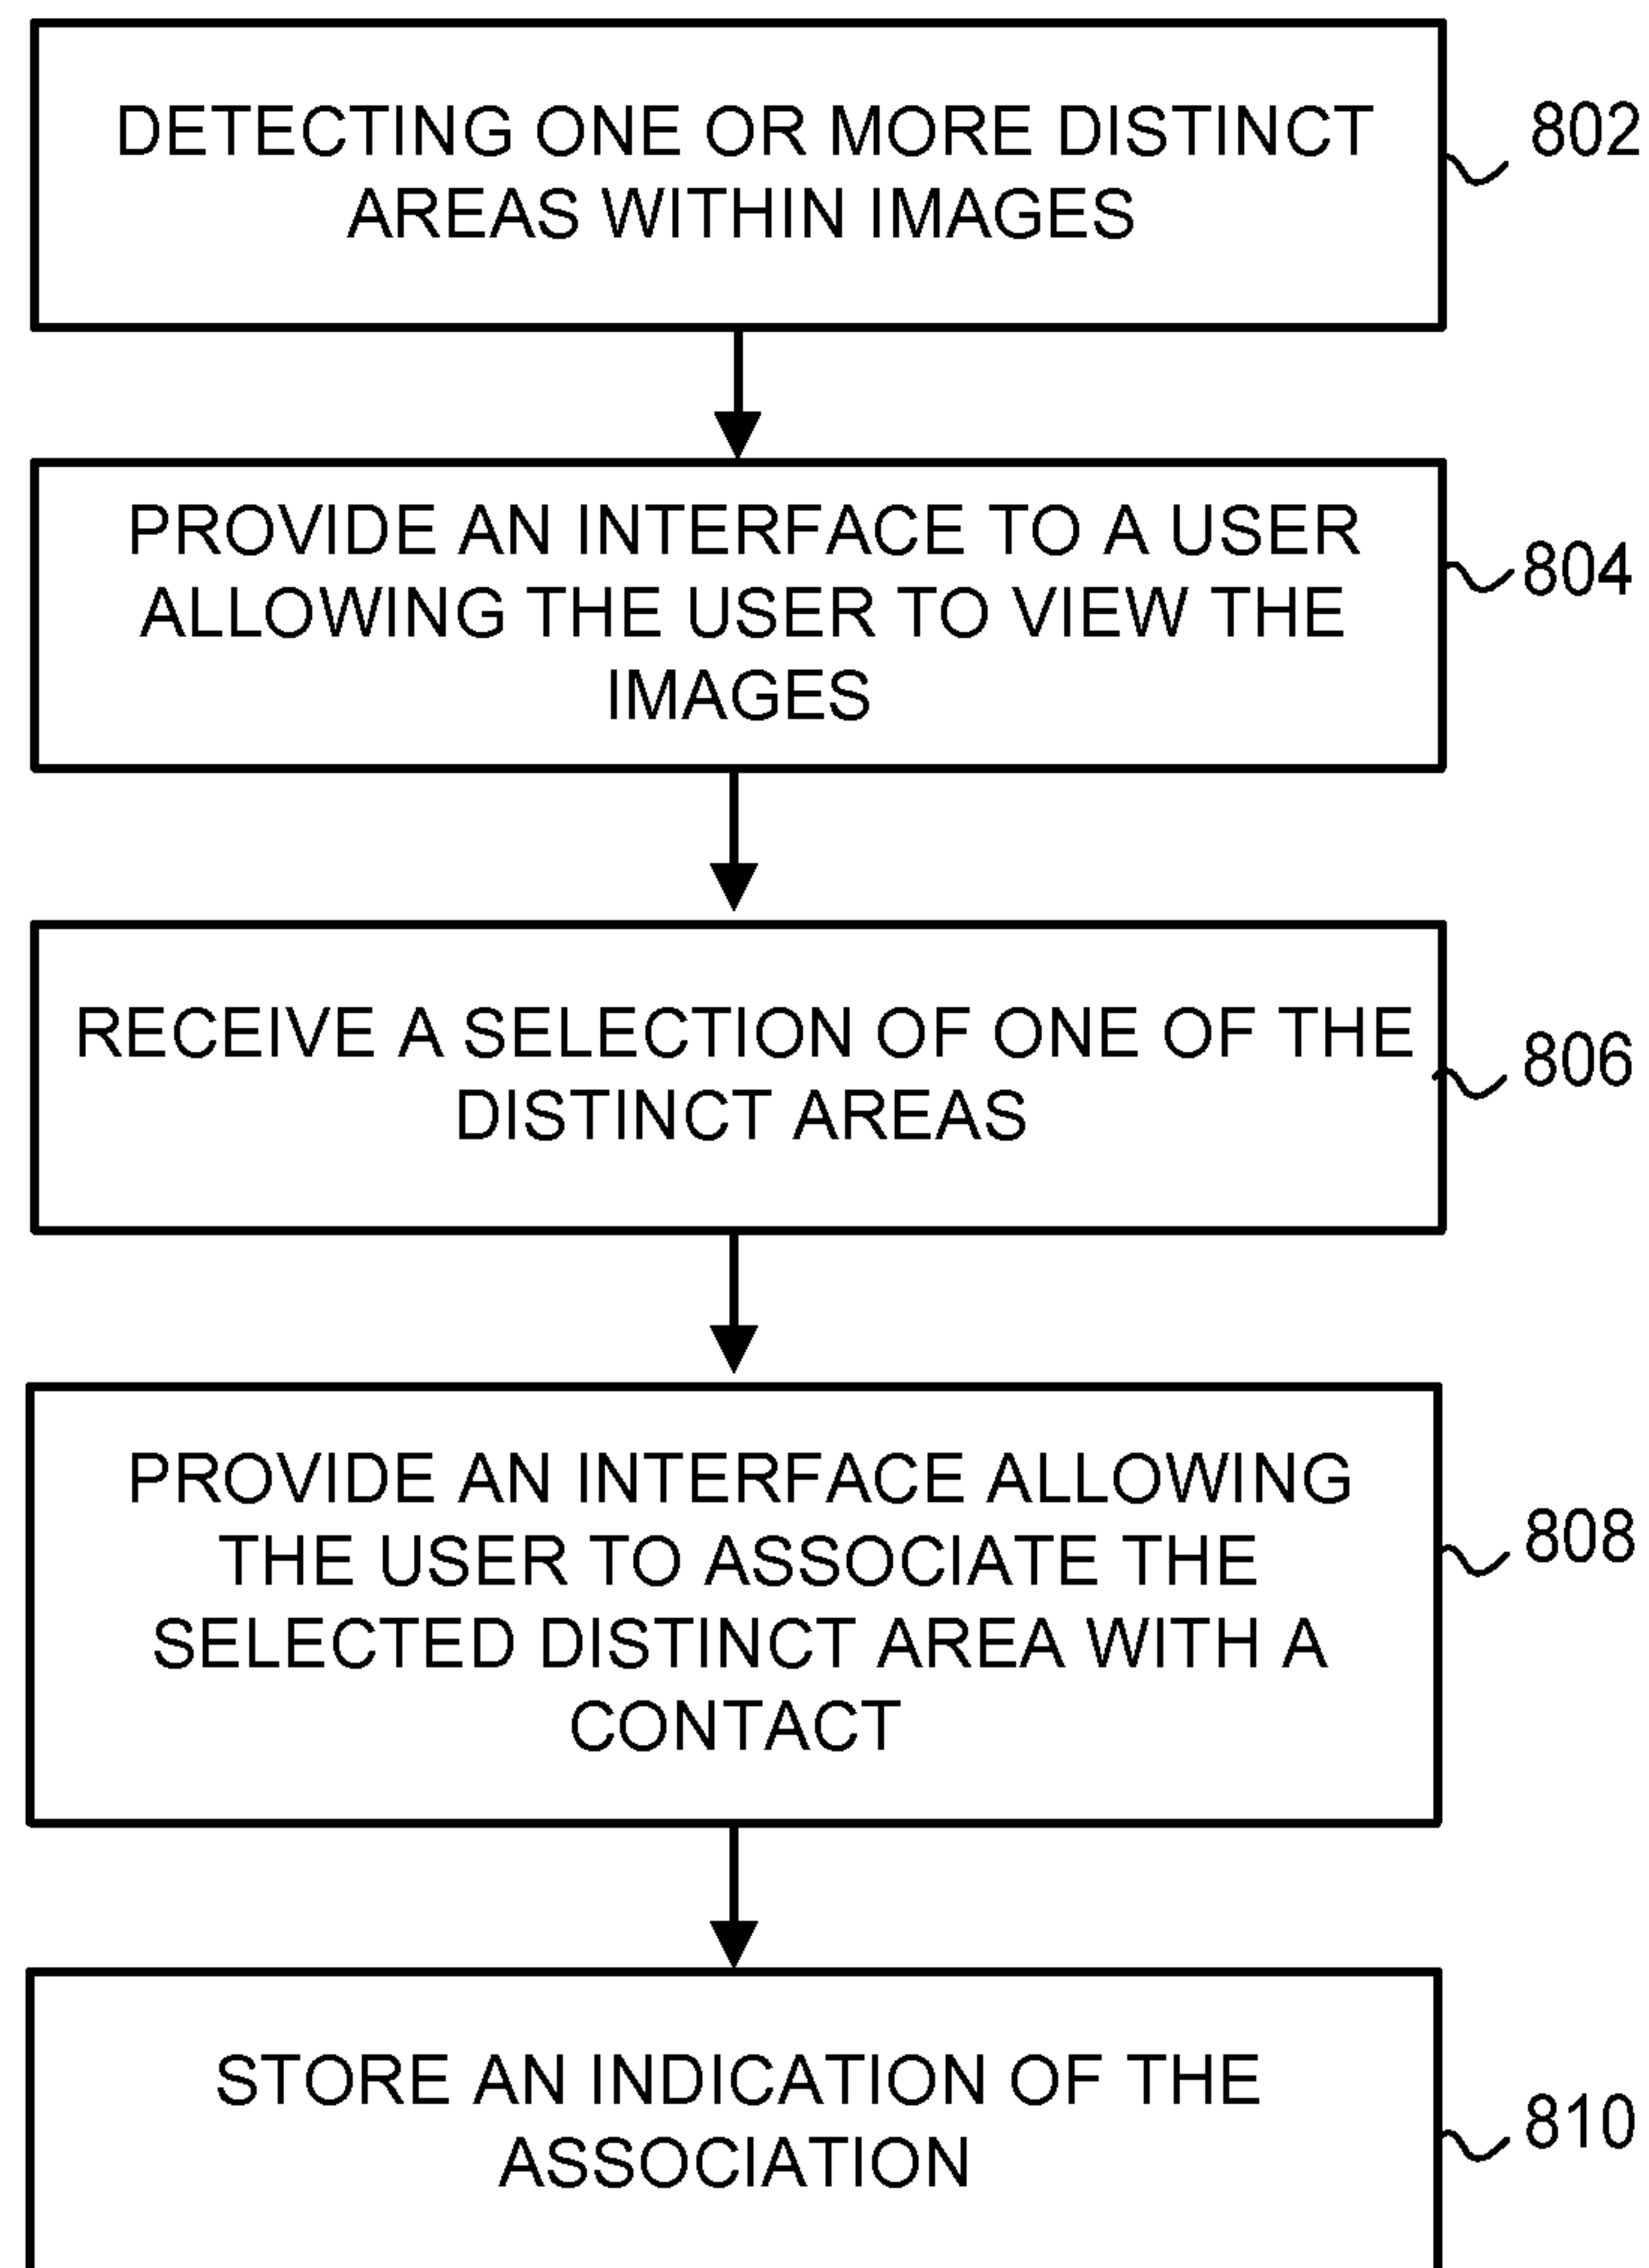 DETECTING ONE OR MORE DISTINCT
AREAS WITHIN IMAGES
802
PROVIDE AN INTERFACE TO A USER
ALLOWING THE USER TO VIEW THE
IMAGES
804
RECEIVE A SELECTION OF ONE OF THE
DISTINCT AREAS
806
PROVIDE AN INTERFACE ALLOWING
THE USER TO ASSOCIATE THE
SELECTED DISTINCT AREA WITH A
CONTACT
808
STORE AN INDICATION OF THE
ASSOCIATION
810